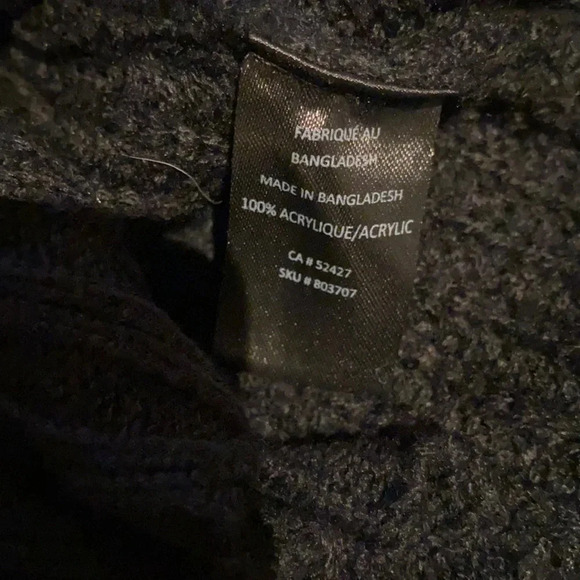 FABRIQUÉ AU
BANGLADESH
MADE IN BANGLADESH
100% ACRYLIQUE/ACRYLIC
CA # 52427
SKU # 803707